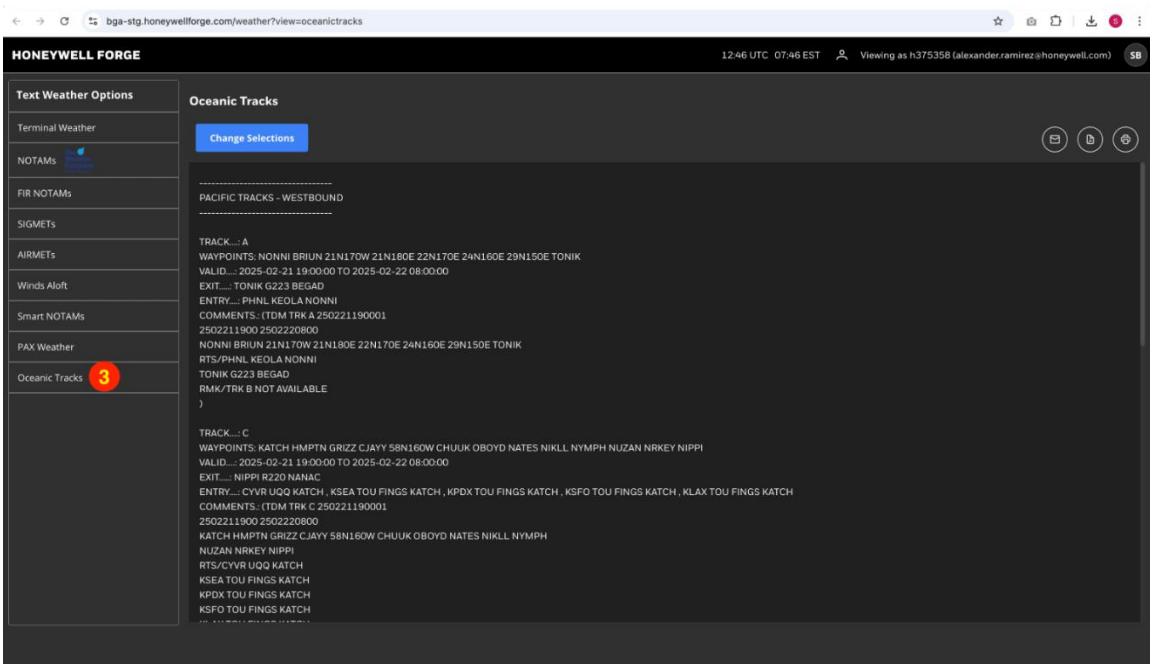 bga-stg.honeywellforge.com/weather?view=oceanictracks
S
HONEYWELL FORGE
12:46 UTC 07:46 EST
Viewing as h375358 (alexander.ramirez@honeywell.com)
SB
Text Weather Options
Terminal Weather
NOTAMs
FIR NOTAMs
SIGMETs
AIRMETs
Winds Aloft
Smart NOTAMs
PAX Weather
Oceanic Tracks
3
Oceanic Tracks
Change Selections
---------------------------------
PACIFIC TRACKS - WESTBOUND
---------------------------------
TRACK....: A
WAYPOINTS: NONNI BRIUN 21N170W 21N180E 22N170E 24N160E 29N150E TONIK
VALID....: 2025-02-21 19:00:00 TO 2025-02-22 08:00:00
EXIT.....: TONIK G223 BEGAD
ENTRY....: PHNL KEOLA NONNI
COMMENTS.: (TDM TRK A 250221190001
2502211900 2502220800
NONNI BRIUN 21N170W 21N180E 22N170E 24N160E 29N150E TONIK
RTS/PHNL KEOLA NONNI
TONIK G223 BEGAD
RMK/TRK B NOT AVAILABLE
)
TRACK....: C
WAYPOINTS: KATCH HMPTN GRIZZ CJAYY 58N160W CHUUK OBOYD NATES NIKLL NYMPH NUZAN NRKEY NIPPI
VALID....: 2025-02-21 19:00:00 TO 2025-02-22 08:00:00
EXIT.....: NIPPI R220 NANAC
ENTRY....: CYVR UQQ KATCH , KSEA TOU FINGS KATCH , KPDX TOU FINGS KATCH , KSFO TOU FINGS KATCH , KLAX TOU FINGS KATCH
COMMENTS.: (TDM TRK C 250221190001
2502211900 2502220800
KATCH HMPTN GRIZZ CJAYY 58N160W CHUUK OBOYD NATES NIKLL NYMPH
NUZAN NRKEY NIPPI
RTS/CYVR UQQ KATCH
KSEA TOU FINGS KATCH
KPDX TOU FINGS KATCH
KSFO TOU FINGS KATCH